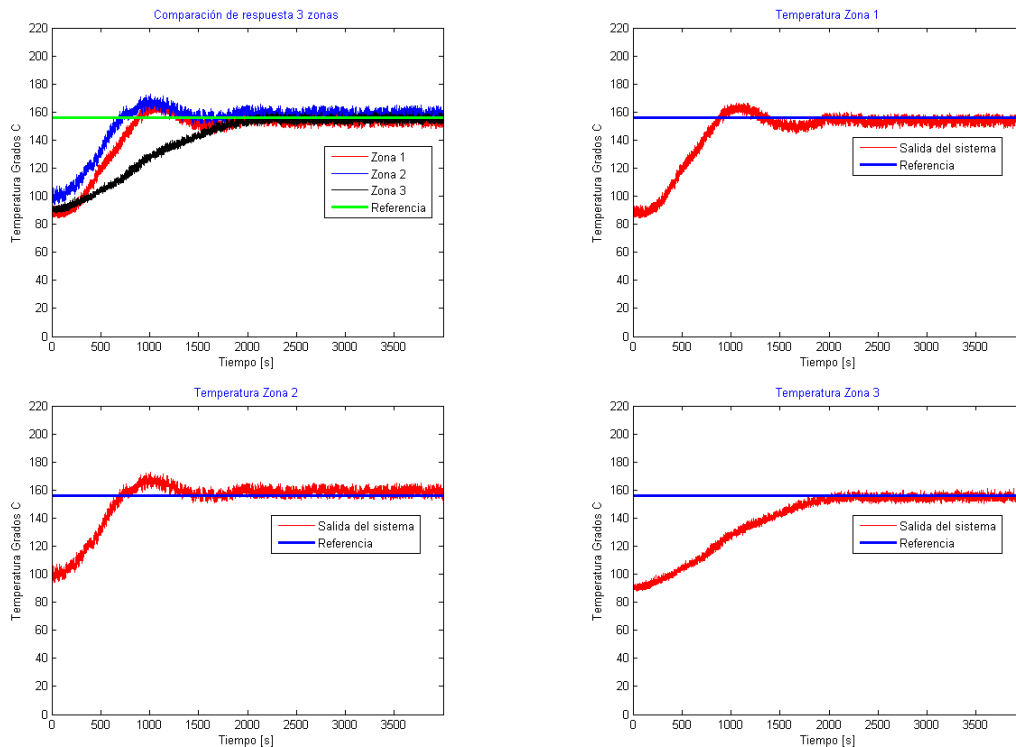 Comparación de respuesta 3 zonas
220
200
180
160
140
120
100
80
60
40
20
0
Temperatura Grados C
Zona 1
Zona 2
Zona 3
Referencia
0 500 1000 1500 2000 2500 3000 3500
Tiempo [s]
Temperatura Zona 1
220
200
180
160
140
120
100
80
60
40
20
0
Temperatura Grados C
Salida del sistema
Referencia
0 500 1000 1500 2000 2500 3000 3500
Tiempo [s]
Temperatura Zona 2
220
200
180
160
140
120
100
80
60
40
20
0
Temperatura Grados C
Salida del sistema
Referencia
0 500 1000 1500 2000 2500 3000 3500
Tiempo [s]
Temperatura Zona 3
220
200
180
160
140
120
100
80
60
40
20
0
Temperatura Grados C
Salida del sistema
Referencia
0 500 1000 1500 2000 2500 3000 3500
Tiempo [s]